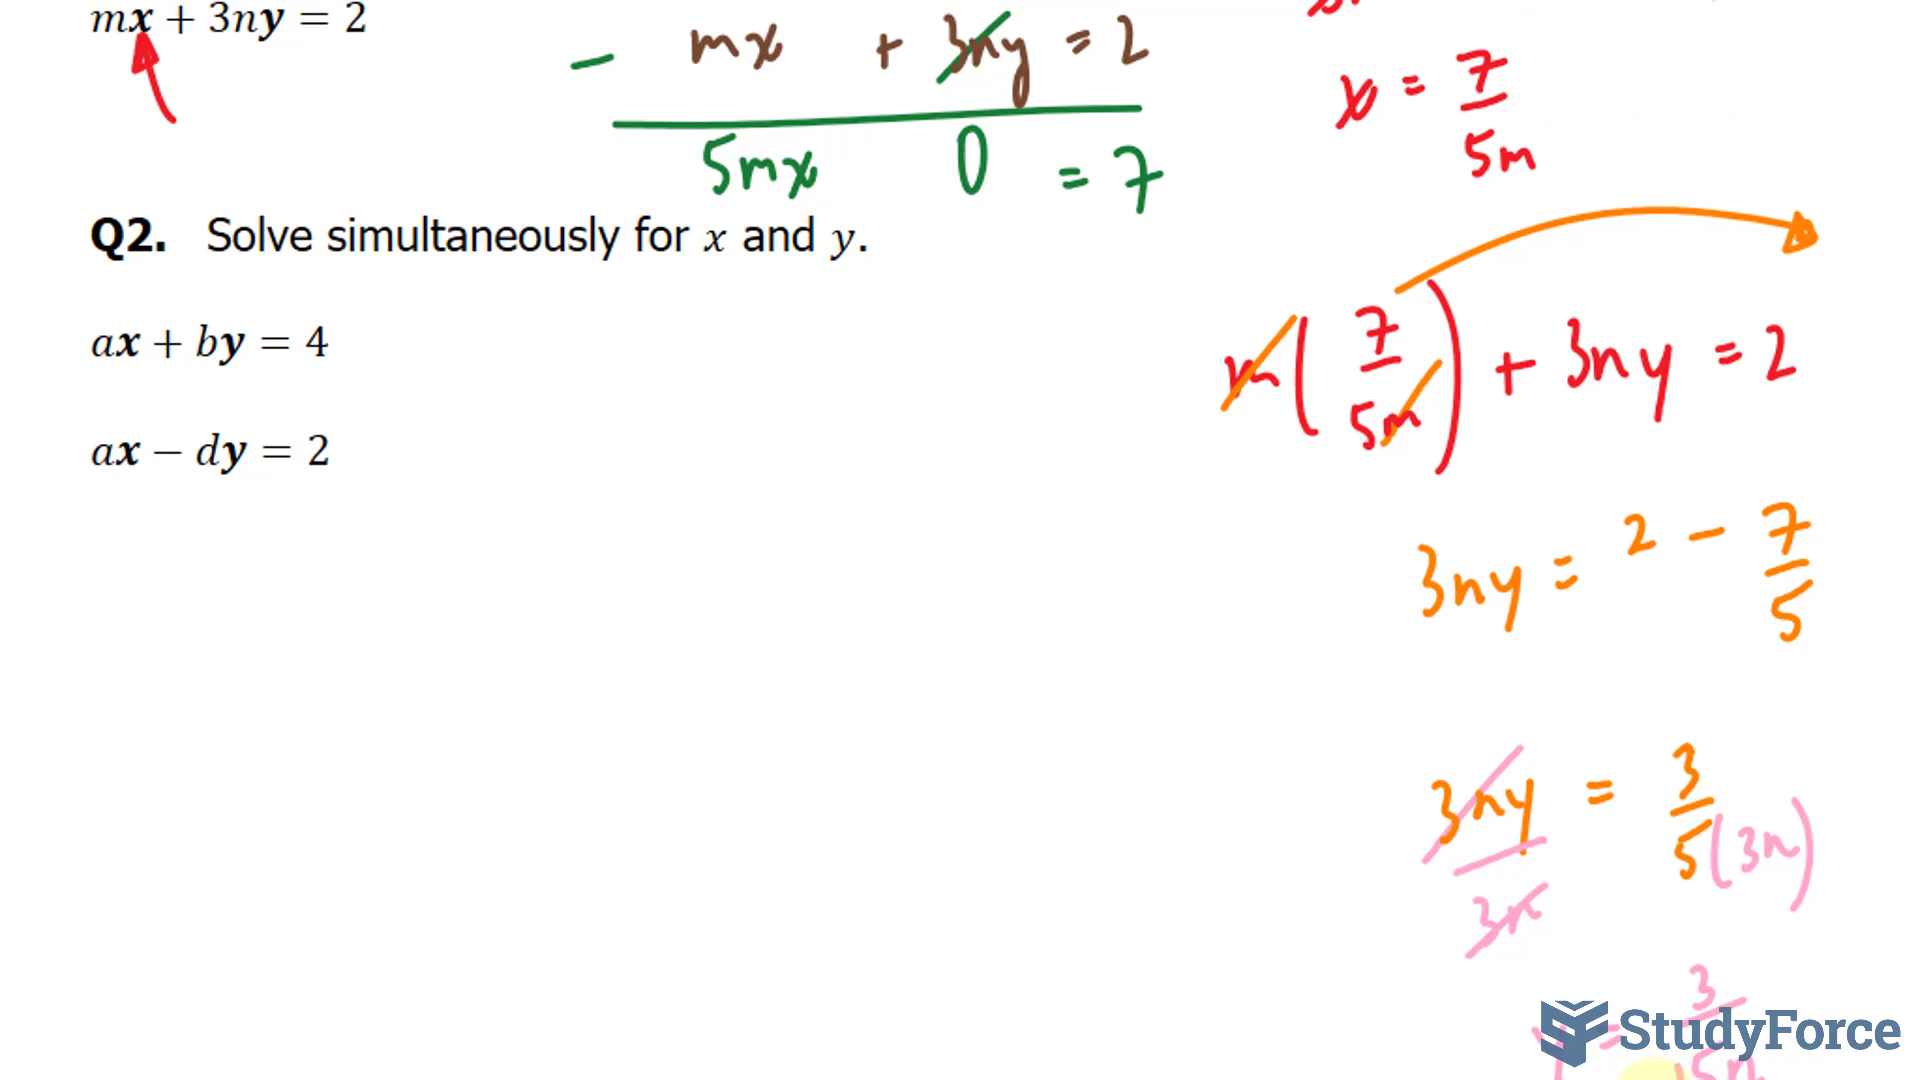 mx + 3ny = 2
- mx + 3ny = 2
5mx 0 = 7
x = 7/5m
Q2. Solve simultaneously for x and y.
ax + by = 4
ax − dy = 2
m(7/5m) + 3ny = 2
3ny = 2 - 7/5
3ny/3n = 3/5(3n)
StudyForce